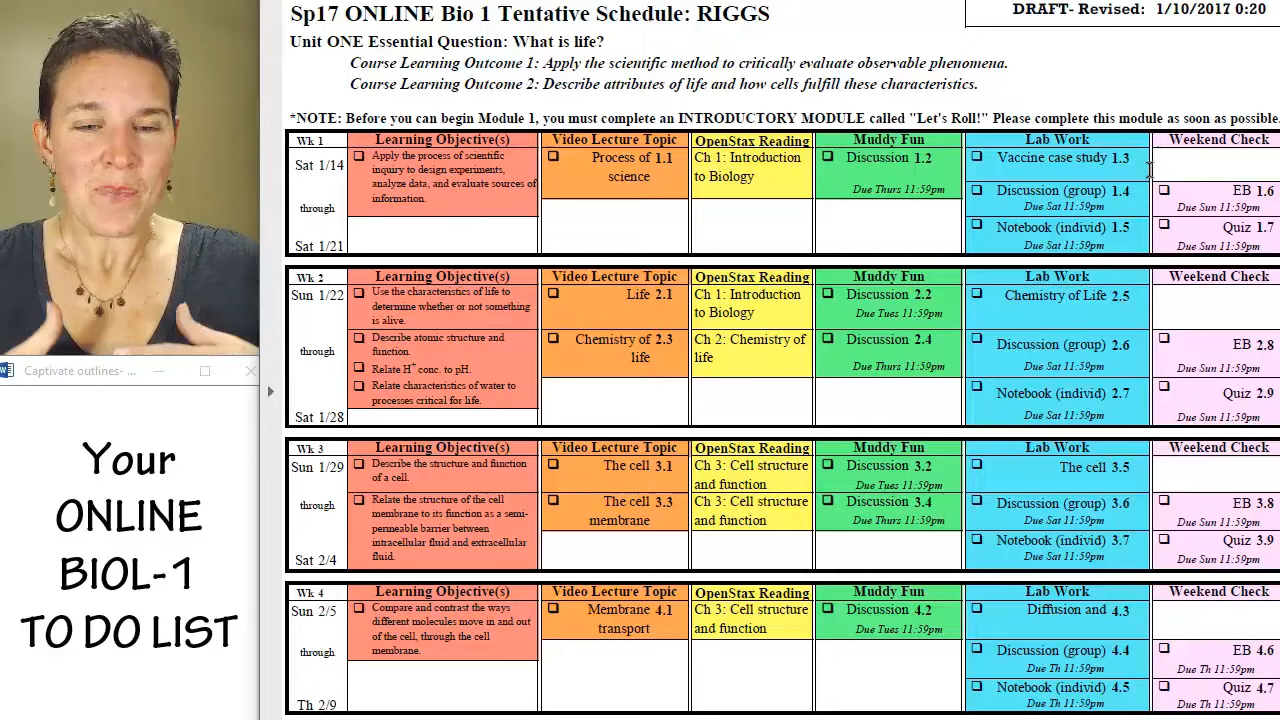 Sp17 ONLINE Bio 1 Tentative Schedule: RIGGS
DRAFT- Revised: 1/10/2017 0:20
Unit ONE Essential Question: What is life?
Course Learning Outcome 1: Apply the scientific method to critically evaluate observable phenomena.
Course Learning Outcome 2: Describe attributes of life and how cells fulfill these characteristics.
*NOTE: Before you can begin Module 1, you must complete an INTRODUCTORY MODULE called "Let's Roll!" Please complete this module as soon as possible.
Wk 1
Sat 1/14
through
Sat 1/21
Learning Objective(s)
Apply the process of scientific
inquiry to design experiments,
analyze data, and evaluate sources of
information.
Video Lecture Topic
Process of 1.1
science
OpenStax Reading
Ch 1: Introduction
to Biology
Muddy Fun
Discussion 1.2
Due Thurs 11:59pm
Lab Work
Vaccine case study 1.3
Discussion (group) 1.4
Due Sat 11:59pm
Notebook (individ) 1.5
Due Sat 11:59pm
Weekend Check
EB 1.6
Due Sun 11:59pm
Quiz 1.7
Due Sun 11:59pm
Wk 2
Sun 1/22
through
Sat 1/28
Learning Objective(s)
Use the characteristics of life to
determine whether or not something
is alive.
Describe atomic structure and
function.
Relate H+ conc. to pH.
Relate characteristics of water to
processes critical for life.
Video Lecture Topic
Life 2.1
Chemistry of 2.3
life
OpenStax Reading
Ch 1: Introduction
to Biology
Ch 2: Chemistry of
life
Muddy Fun
Discussion 2.2
Due Tues 11:59pm
Discussion 2.4
Due Thurs 11:59pm
Lab Work
Chemistry of Life 2.5
Discussion (group) 2.6
Due Sat 11:59pm
Notebook (individ) 2.7
Due Sat 11:59pm
Weekend Check
EB 2.8
Due Sun 11:59pm
Quiz 2.9
Due Sun 11:59pm
Wk 3
Sun 1/29
through
Sat 2/4
Learning Objective(s)
Describe the structure and function
of a cell.
Relate the structure of the cell
membrane to its function as a semi-
permeable barrier between
intracellular fluid and extracellular
fluid.
Video Lecture Topic
The cell 3.1
The cell 3.3
membrane
OpenStax Reading
Ch 3: Cell structure
and function
Ch 3: Cell structure
and function
Muddy Fun
Discussion 3.2
Due Tues 11:59pm
Discussion 3.4
Due Thurs 11:59pm
Lab Work
The cell 3.5
Discussion (group) 3.6
Due Sat 11:59pm
Notebook (individ) 3.7
Due Sat 11:59pm
Weekend Check
EB 3.8
Due Sun 11:59pm
Quiz 3.9
Due Sun 11:59pm
Wk 4
Sun 2/5
through
Th 2/9
Learning Objective(s)
Compare and contrast the ways
different molecules move in and out
of the cell, through the cell
membrane.
Video Lecture Topic
Membrane 4.1
transport
OpenStax Reading
Ch 3: Cell structure
and function
Muddy Fun
Discussion 4.2
Due Tues 11:59pm
Lab Work
Diffusion and 4.3
Discussion (group) 4.4
Due Th 11:59pm
Notebook (individ) 4.5
Due Th 11:59pm
Weekend Check
EB 4.6
Due Th 11:59pm
Quiz 4.7
Due Th 11:59pm
Captivate outlines- ...
Your
ONLINE
BIOL-1
TO DO LIST